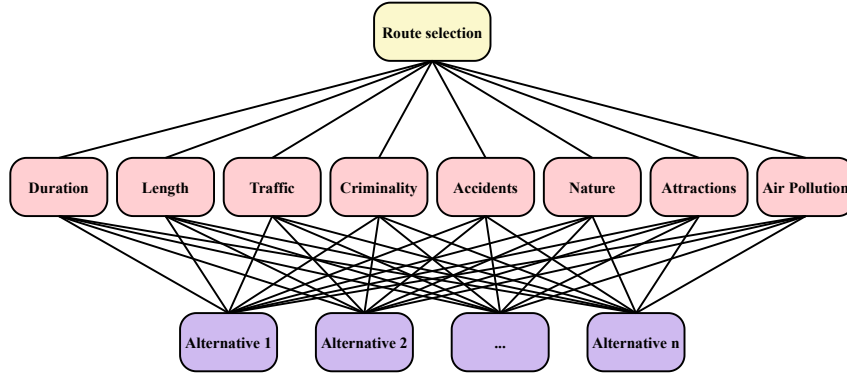 Route selection
Duration
Length
Traffic
Criminality
Accidents
Nature
Attractions
Air Pollution
Alternative 1
Alternative 2
...
Alternative n